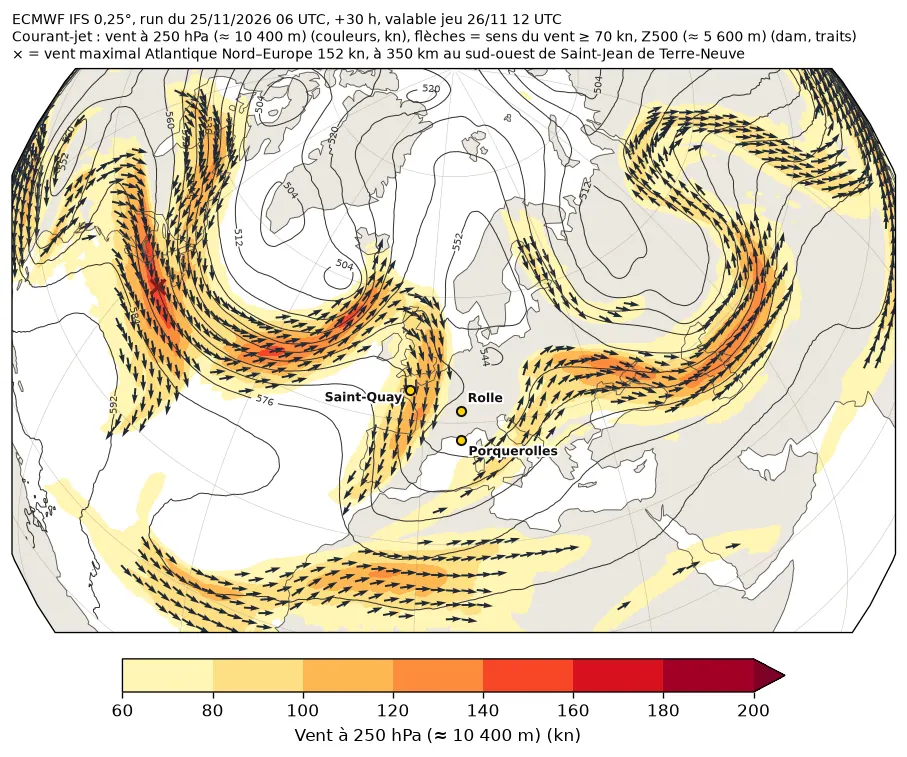 ECMWF IFS 0,25°, run du 25/11/2026 06 UTC, +30 h, valable jeu 26/11 12 UTC
Courant-jet : vent à 250 hPa (≈ 10 400 m) (couleurs, kn), flèches = sens du vent ≥ 70 kn, Z500 (≈ 5 600 m) (dam, traits)
× = vent maximal Atlantique Nord–Europe 152 kn, à 350 km au sud-ouest de Saint-Jean de Terre-Neuve
520
504
504
560
520
552
504
512
512
552
504
544
576
592
Saint-Quay
Rolle
Porquerolles
60 80 100 120 140 160 180 200
Vent à 250 hPa (≈ 10 400 m) (kn)